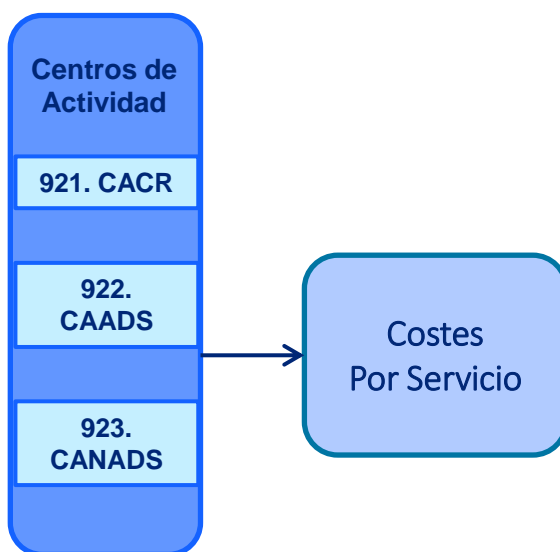 Centros de
Actividad
921. CACR
922.
CAADS
923.
CANADS
Costes
Por Servicio